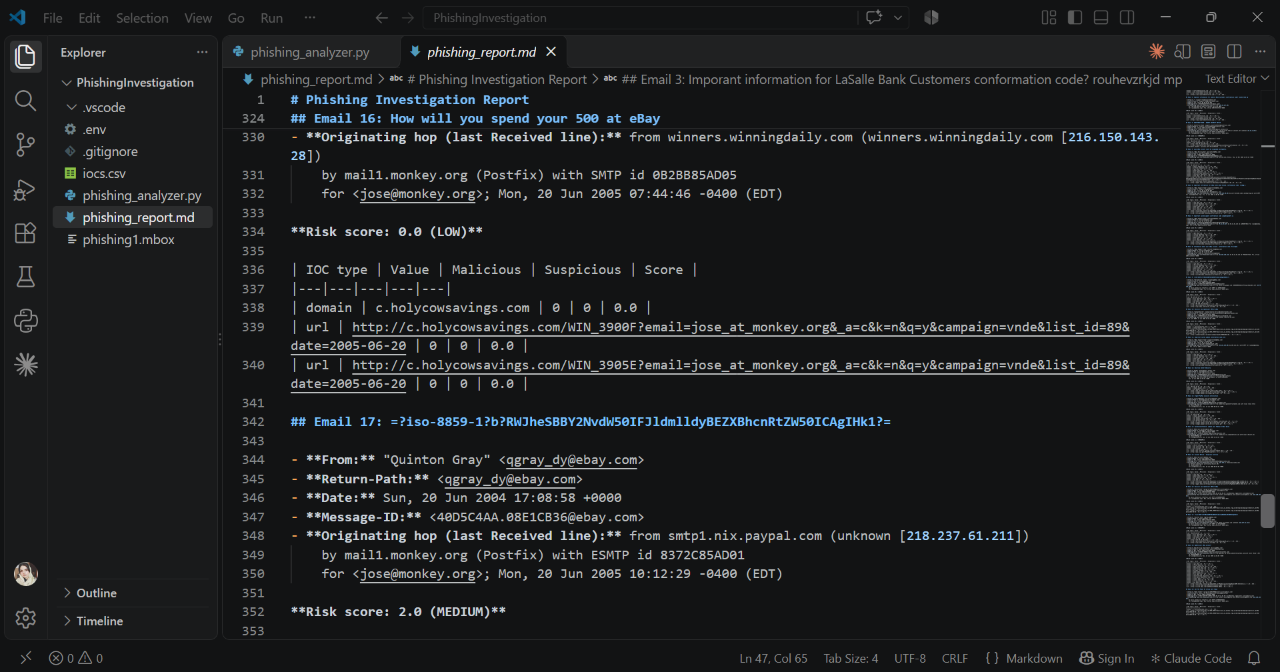 File Edit Selection View Go Run ··· PhishingInvestigation
Explorer ···
phishing_analyzer.py phishing_report.md
PhishingInvestigation
.vscode
.env
.gitignore
iocs.csv
phishing_analyzer.py
phishing_report.md
phishing1.mbox
Outline
Timeline
phishing_report.md > abc # Phishing Investigation Report > abc ## Email 3: Imporant information for LaSalle Bank Customers conformation code? rouhevzrkjd mp Text Editor
1 # Phishing Investigation Report
324 ## Email 16: How will you spend your 500 at eBay
330 - **Originating hop (last Received line):** from winners.winningdaily.com (winners.winningdaily.com [216.150.143.
28])
331 by mail1.monkey.org (Postfix) with SMTP id 0B2BB85AD05
332 for <jose@monkey.org>; Mon, 20 Jun 2005 07:44:46 -0400 (EDT)
333
334 **Risk score: 0.0 (LOW)**
335
336 | IOC type | Value | Malicious | Suspicious | Score |
337 |---|---|---|---|---|
338 | domain | c.holycowsavings.com | 0 | 0 | 0.0 |
339 | url | http://c.holycowsavings.com/WIN_3900F?email=jose_at_monkey.org&_a=c&k=n&q=y&campaign=vnde&list_id=89&
date=2005-06-20 | 0 | 0 | 0.0 |
340 | url | http://c.holycowsavings.com/WIN_3905E?email=jose_at_monkey.org&_a=c&k=n&q=y&campaign=vnde&list_id=89&
date=2005-06-20 | 0 | 0 | 0.0 |
341
342 ## Email 17: =?iso-8859-1?b?RWJheSBBY2NvdW50IFJldmlldyBEZXBhcnRtZW50ICAgIHk1?=
343
344 - **From:** "Quinton Gray" <qgray_dy@ebay.com>
345 - **Return-Path:** <qgray_dy@ebay.com>
346 - **Date:** Sun, 20 Jun 2004 17:08:58 +0000
347 - **Message-ID:** <40D5C4AA.08E1CB36@ebay.com>
348 - **Originating hop (last Received line):** from smtp1.nix.paypal.com (unknown [218.237.61.211])
349 by mail1.monkey.org (Postfix) with ESMTP id 8372C85AD01
350 for <jose@monkey.org>; Mon, 20 Jun 2005 10:12:29 -0400 (EDT)
351
352 **Risk score: 2.0 (MEDIUM)**
353
0 0 Ln 47, Col 65 Tab Size: 4 UTF-8 CRLF {} Markdown Sign In Claude Code